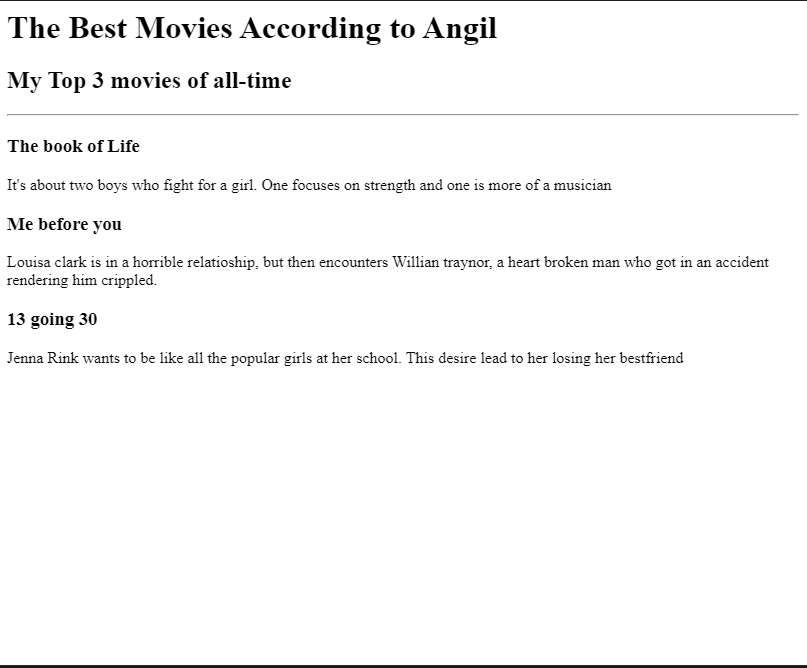 The Best Movies According to Angil
My Top 3 movies of all-time
The book of Life
It's about two boys who fight for a girl. One focuses on strength and one is more of a musician
Me before you
Louisa clark is in a horrible relatioship, but then encounters Willian traynor, a heart broken man who got in an accident
rendering him crippled.
13 going 30
Jenna Rink wants to be like all the popular girls at her school. This desire lead to her losing her bestfriend